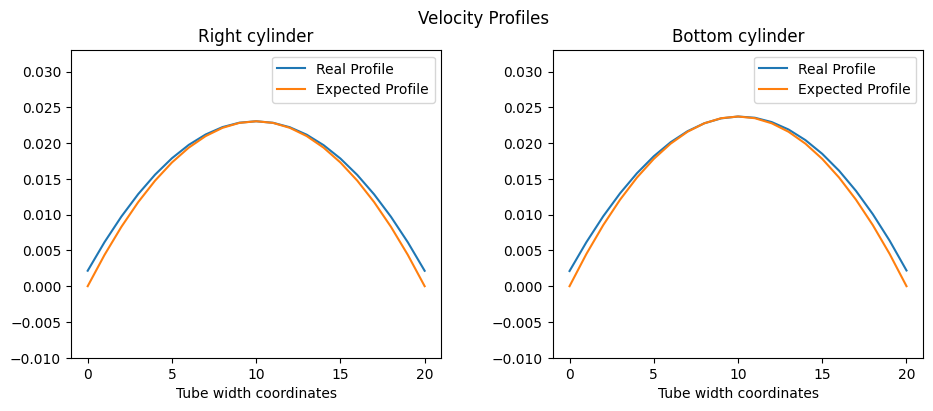 Velocity Profiles
Right cylinder
Real Profile
Expected Profile
0.030
0.025
0.020
0.015
0.010
0.005
0.000
−0.005
−0.010
0 5 10 15 20
Tube width coordinates
Bottom cylinder
Real Profile
Expected Profile
0.030
0.025
0.020
0.015
0.010
0.005
0.000
−0.005
−0.010
0 5 10 15 20
Tube width coordinates